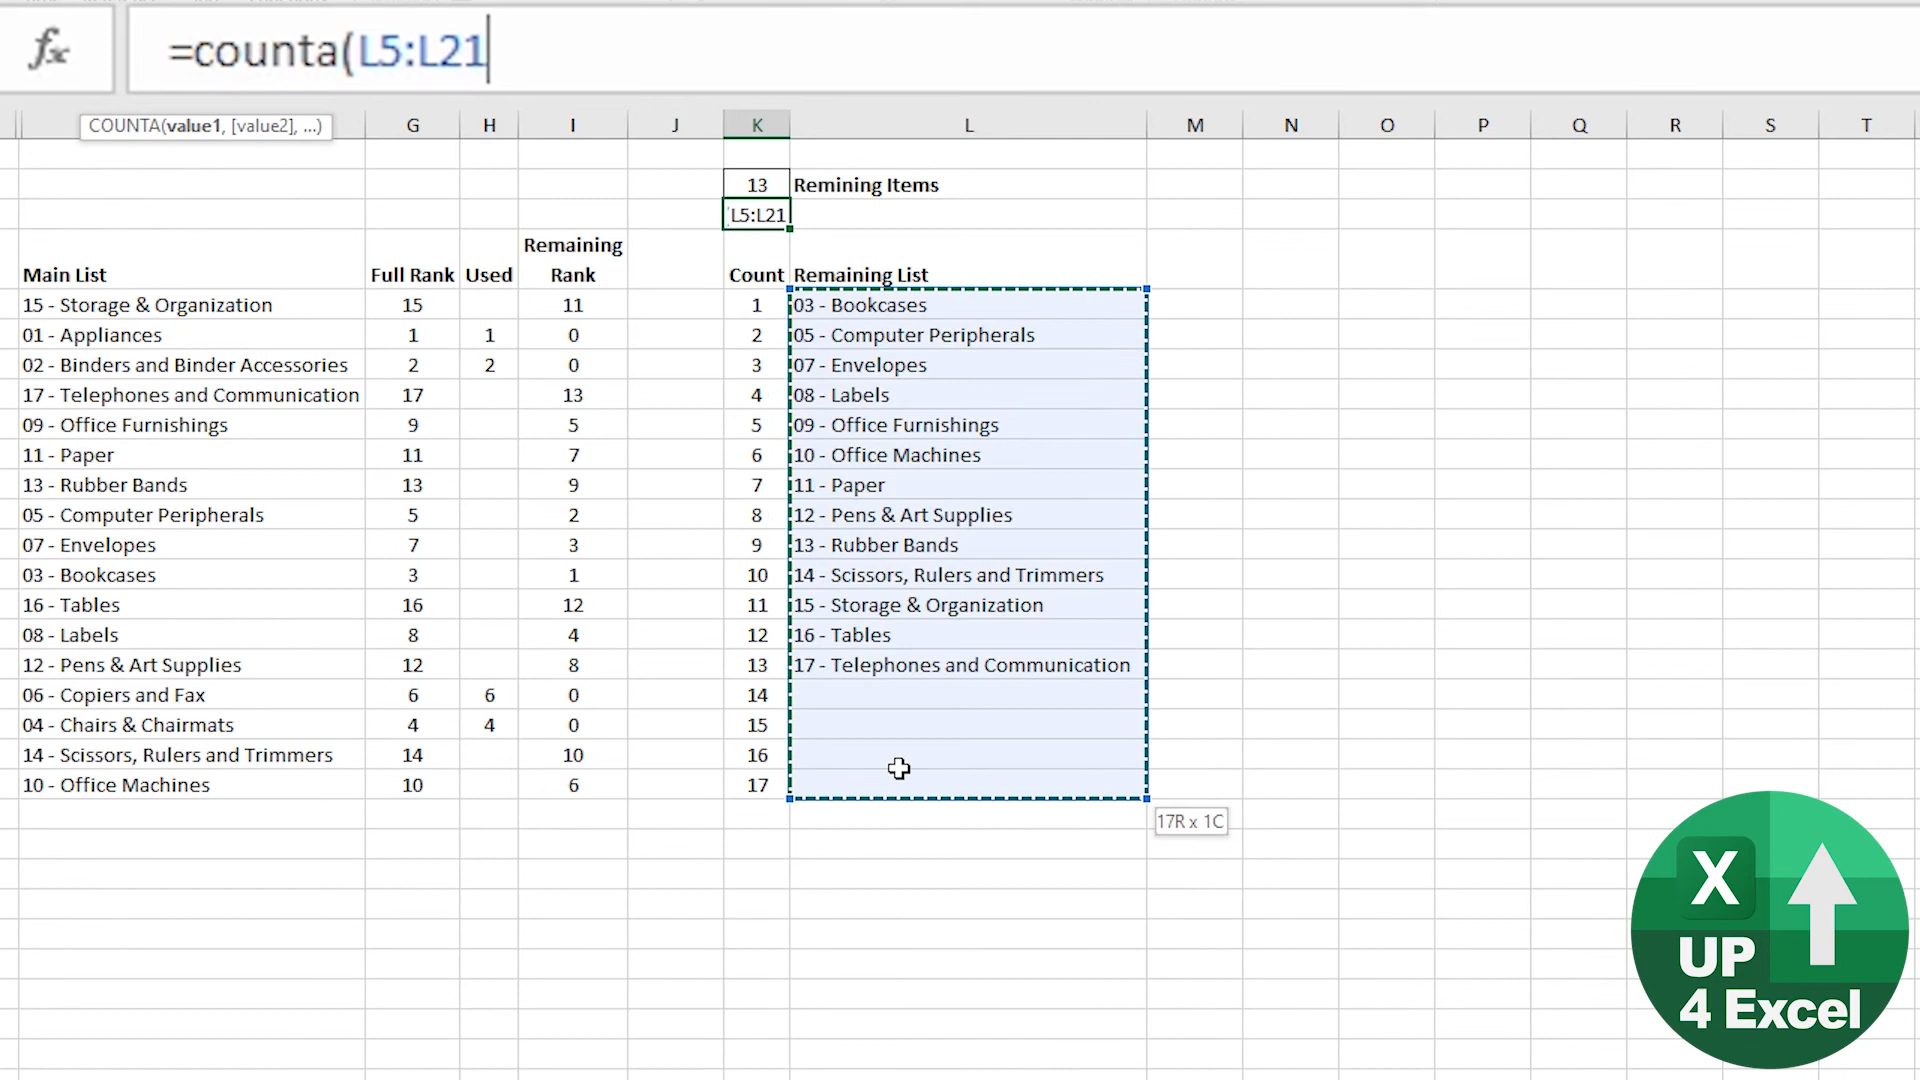 fx =counta(L5:L21
COUNTA(value1, [value2], ...) G H I J K L M N O P Q R S T
13 Remining Items
L5:L21
Remaining
Main List Full Rank Used Rank Count Remaining List
15 - Storage & Organization 15 11 1 03 - Bookcases
01 - Appliances 1 1 0 2 05 - Computer Peripherals
02 - Binders and Binder Accessories 2 2 0 3 07 - Envelopes
17 - Telephones and Communication 17 13 4 08 - Labels
09 - Office Furnishings 9 5 5 09 - Office Furnishings
11 - Paper 11 7 6 10 - Office Machines
13 - Rubber Bands 13 9 7 11 - Paper
05 - Computer Peripherals 5 2 8 12 - Pens & Art Supplies
07 - Envelopes 7 3 9 13 - Rubber Bands
03 - Bookcases 3 1 10 14 - Scissors, Rulers and Trimmers
16 - Tables 16 12 11 15 - Storage & Organization
08 - Labels 8 4 12 16 - Tables
12 - Pens & Art Supplies 12 8 13 17 - Telephones and Communication
06 - Copiers and Fax 6 6 0 14
04 - Chairs & Chairmats 4 4 0 15
14 - Scissors, Rulers and Trimmers 14 10 16
10 - Office Machines 10 6 17
17R x 1C
X
UP
4 Excel